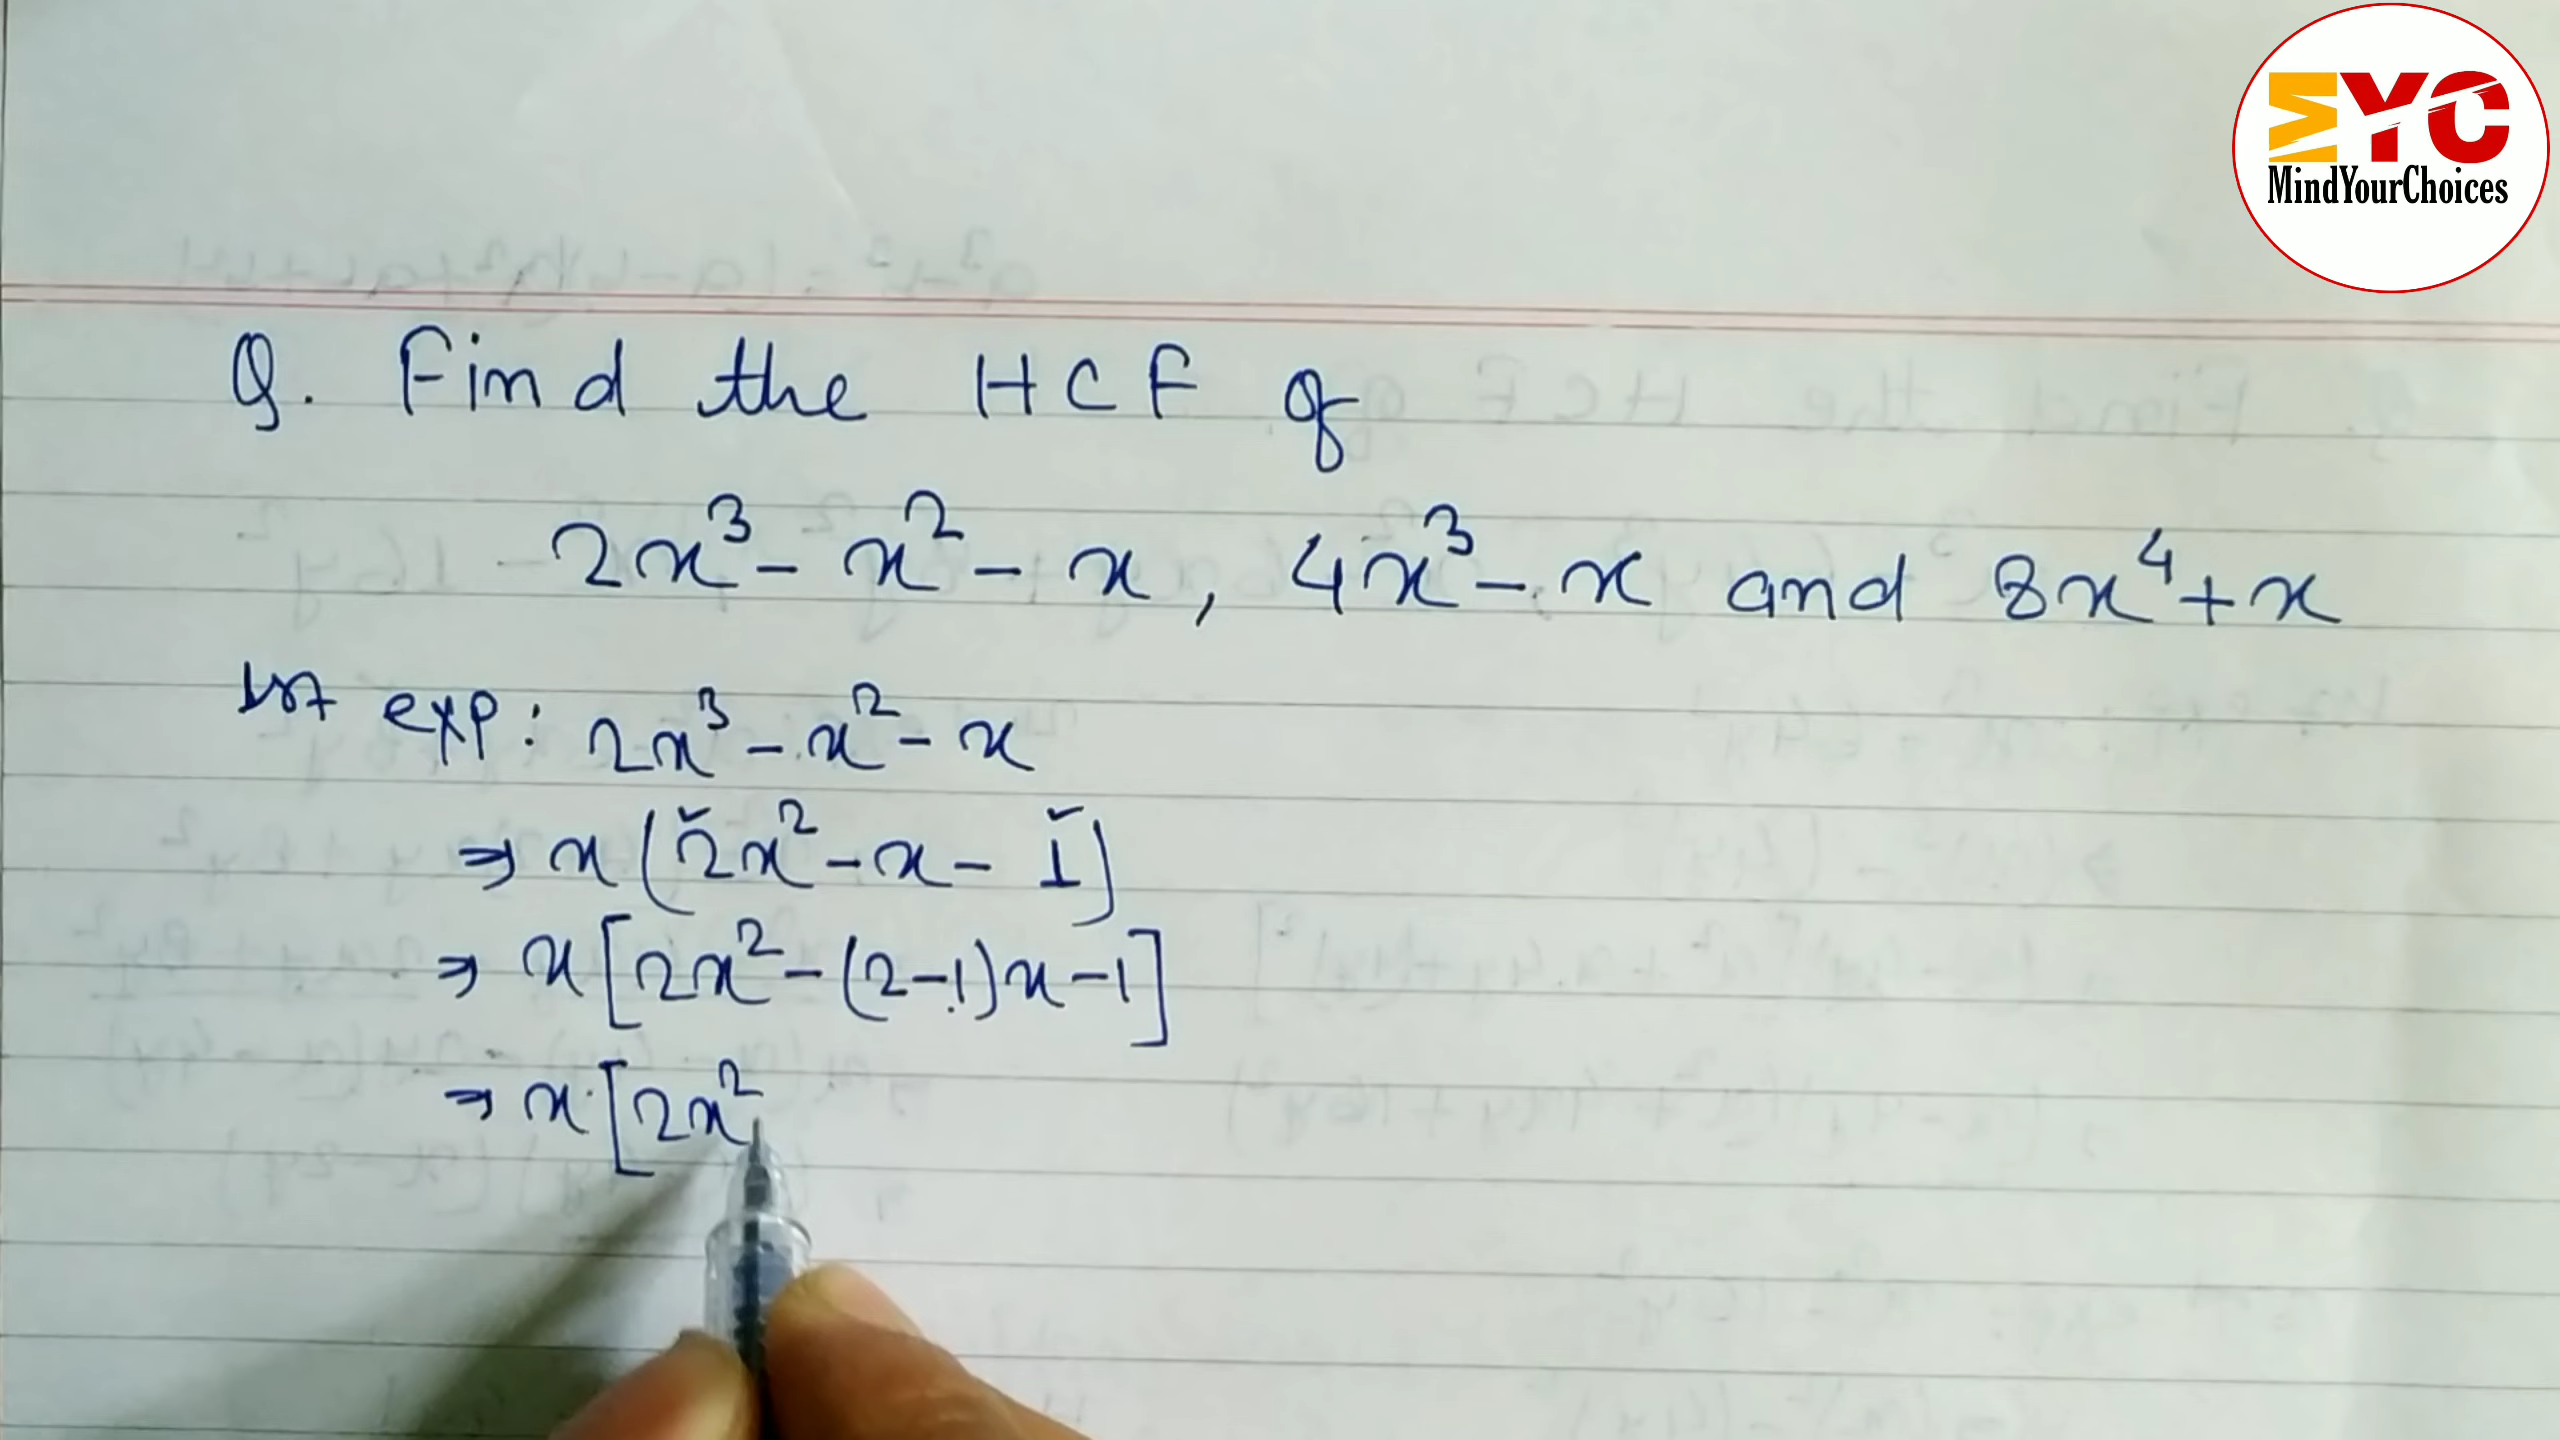 MYC
MindYourChoices
Q. Find the HCF of
2x³ - x² - x, 4x³ - x and 8x⁴ + x
1st exp: 2x³ - x² - x
⇒ x(2x² - x - 1)
⇒ x[2x² - (2-1)x - 1]
⇒ x[2x²